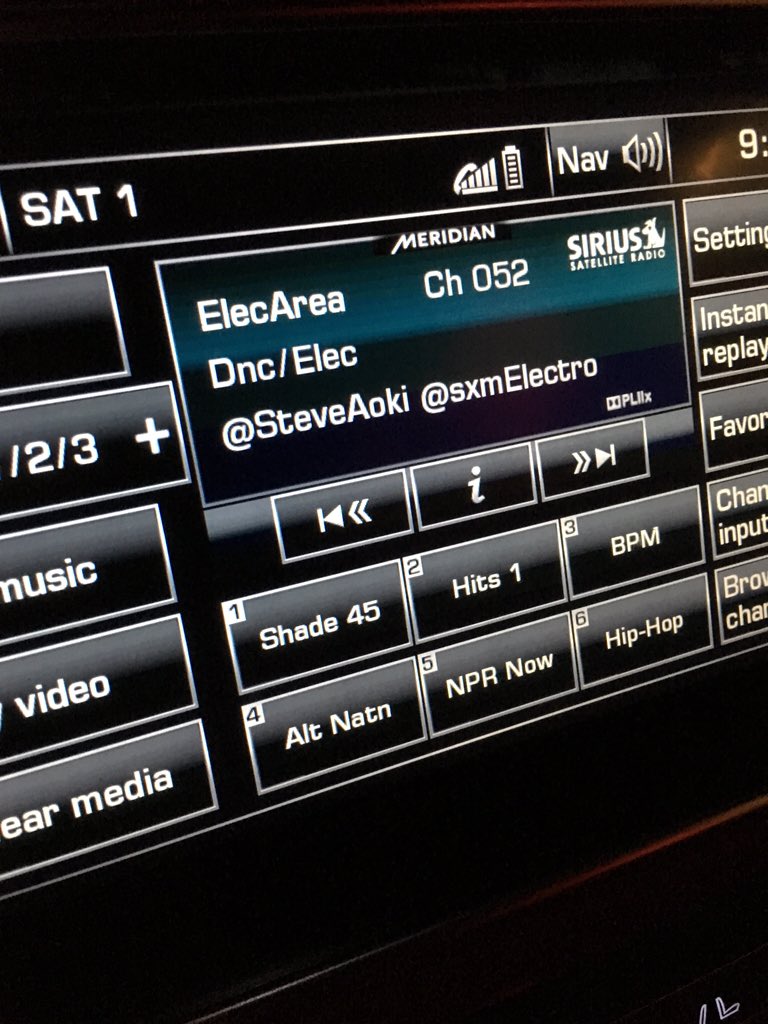 SAT 1
Nav
9:
MERIDIAN
SIRIUS
SATELLITE RADIO
ElecArea Ch 052
Dnc/Elec
@SteveAoki @sxmElectro
PLIIx
/2/3 +
music
video
ear media
i
1 Shade 45
2 Hits 1
3 BPM
4 Alt Natn
5 NPR Now
6 Hip-Hop
Setting
Instan
replay
Favor
Chan
input
Brow
chan